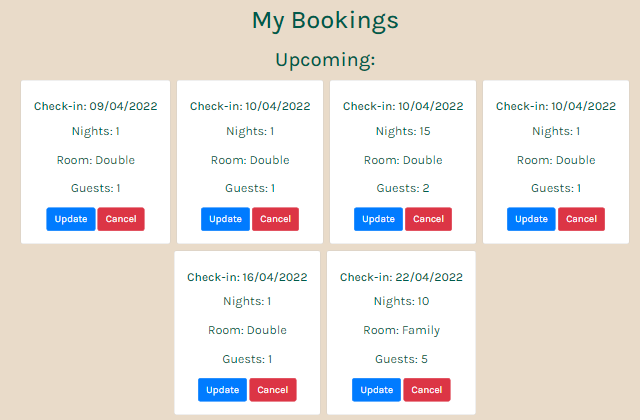 My Bookings
Upcoming:
Check-in: 09/04/2022
Nights: 1
Room: Double
Guests: 1
Update Cancel
Check-in: 10/04/2022
Nights: 1
Room: Double
Guests: 1
Update Cancel
Check-in: 10/04/2022
Nights: 15
Room: Double
Guests: 2
Update Cancel
Check-in: 10/04/2022
Nights: 1
Room: Double
Guests: 1
Update Cancel
Check-in: 16/04/2022
Nights: 1
Room: Double
Guests: 1
Update Cancel
Check-in: 22/04/2022
Nights: 10
Room: Family
Guests: 5
Update Cancel